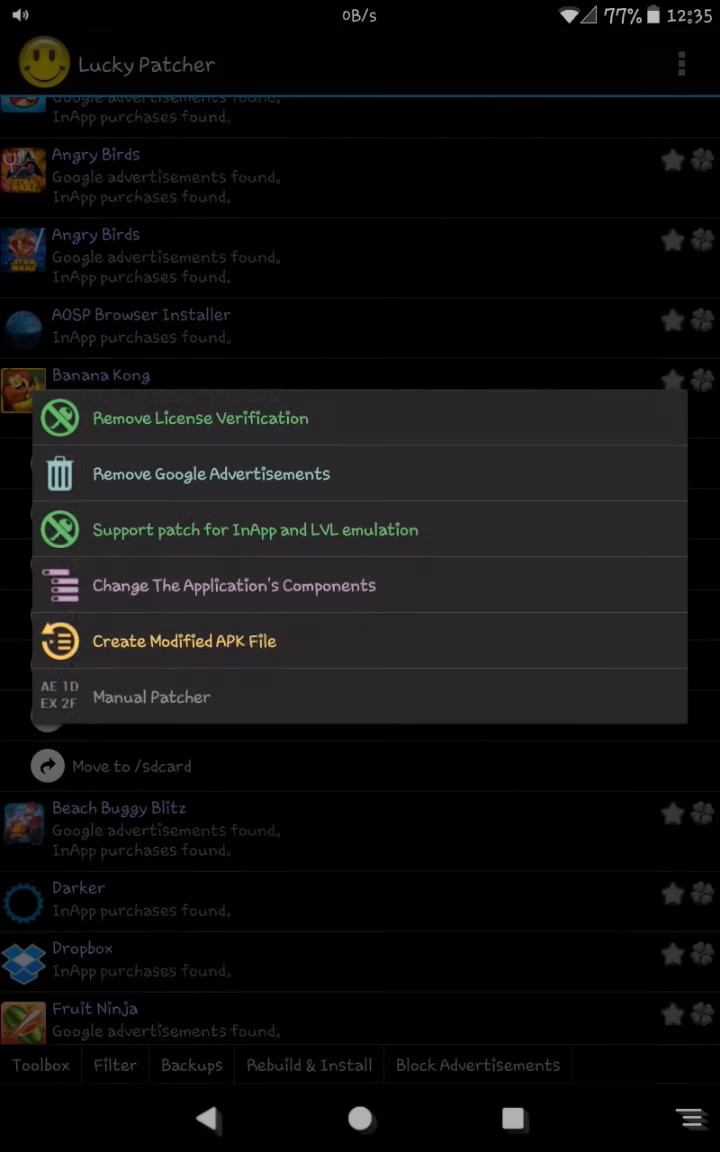 0B/s 77% 12:35
Lucky Patcher
Google advertisements found.
InApp purchases found.
Angry Birds
Google advertisements found.
InApp purchases found.
Angry Birds
Google advertisements found.
InApp purchases found.
AOSP Browser Installer
InApp purchases found.
Banana Kong
Remove License Verification
Remove Google Advertisements
Support patch for InApp and LVL emulation
Change The Application's Components
Create Modified APK File
AE 1D
EX 2F
Manual Patcher
Move to /sdcard
Beach Buggy Blitz
Google advertisements found.
InApp purchases found.
Darker
InApp purchases found.
Dropbox
InApp purchases found.
Fruit Ninja
Google advertisements found.
Toolbox Filter Backups Rebuild & Install Block Advertisements